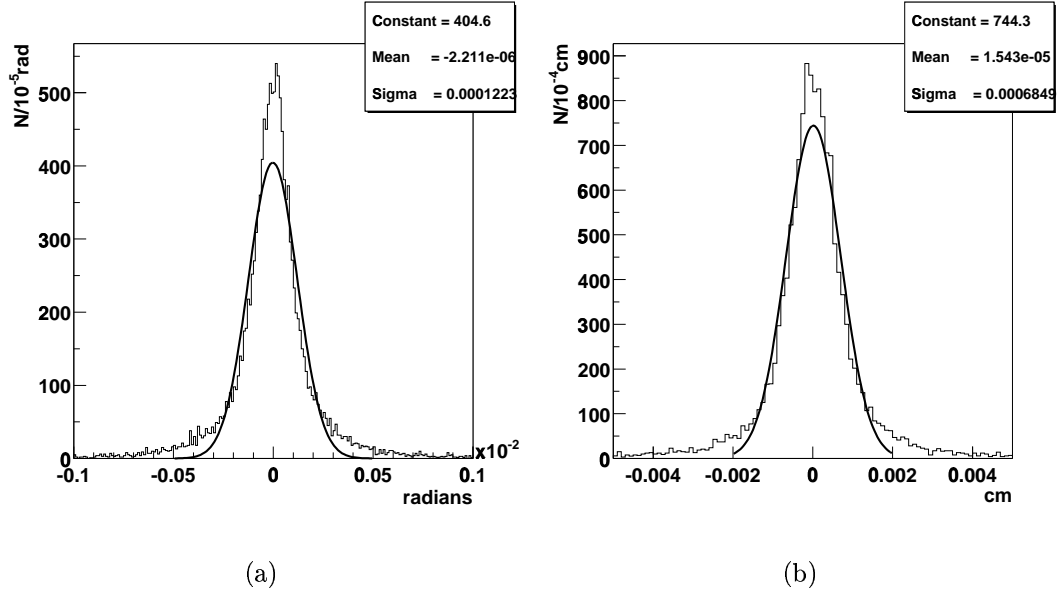 Constant = 404.6
Mean = -2.211e-06
Sigma = 0.0001223
N/10⁻⁵rad
500
400
300
200
100
0
-0.1
-0.05
0
0.05
0.1
x10⁻²
radians
(a)
Constant = 744.3
Mean = 1.543e-05
Sigma = 0.0006849
N/10⁻⁴cm
900
800
700
600
500
400
300
200
100
0
-0.004
-0.002
0
0.002
0.004
cm
(b)